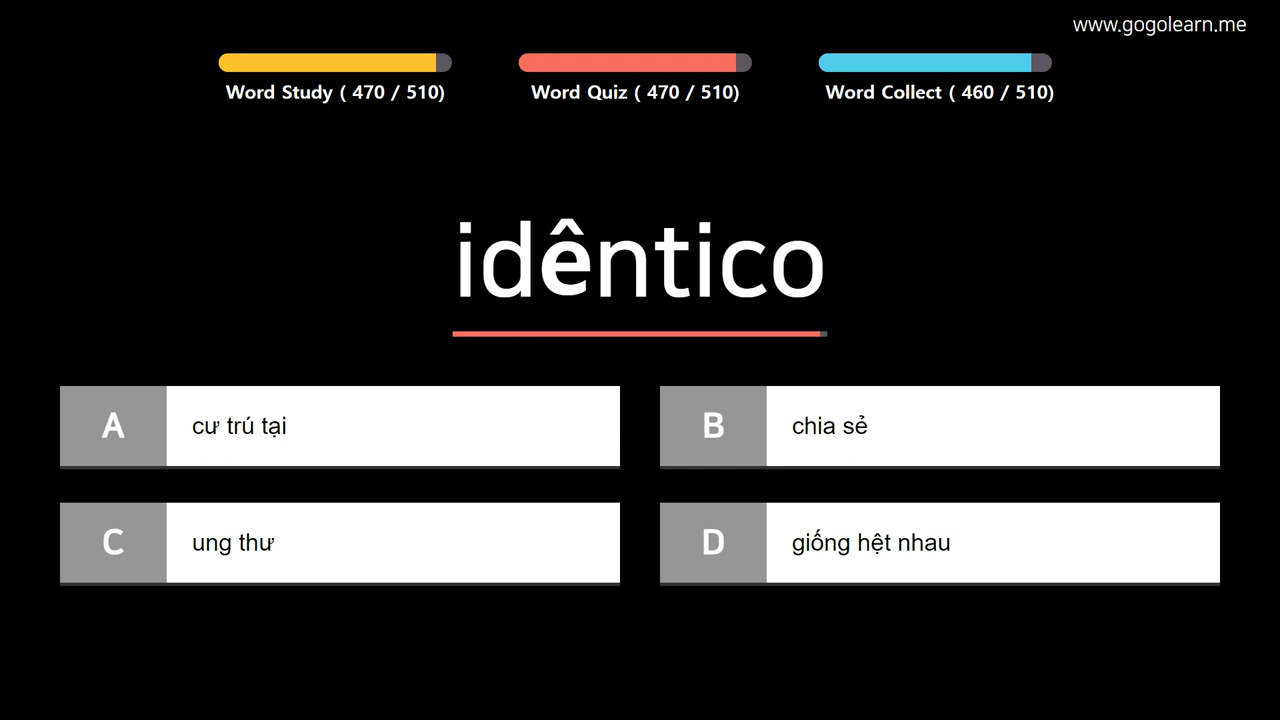 www.gogolearn.me
Word Study ( 470 / 510)
Word Quiz ( 470 / 510)
Word Collect ( 460 / 510)
idêntico
A
cư trú tại
B
chia sẻ
C
ung thư
D
giống hệt nhau